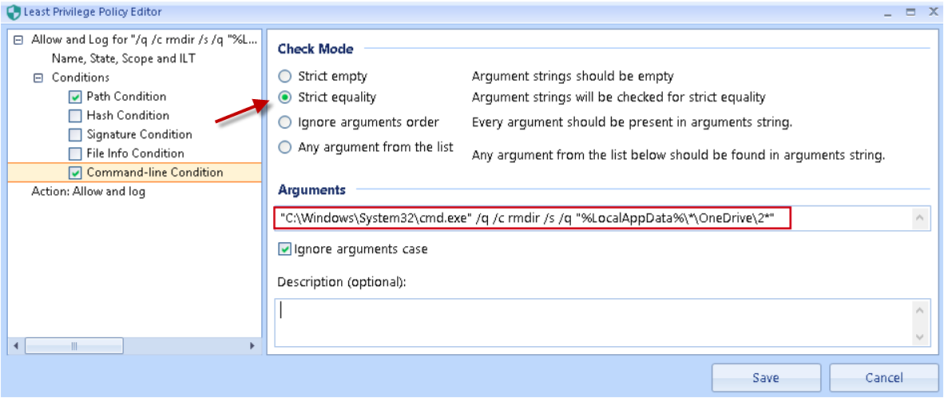 Least Privilege Policy Editor
Allow and Log for "/q /c rmdir /s /q "%L...
Name, State, Scope and ILT
Conditions
Path Condition
Hash Condition
Signature Condition
File Info Condition
Command-line Condition
Action: Allow and log
Check Mode
Strict empty Argument strings should be empty
Strict equality Argument strings will be checked for strict equality
Ignore arguments order Every argument should be present in arguments string.
Any argument from the list Any argument from the list below should be found in arguments string.
Arguments
"C:\Windows\System32\cmd.exe" /q /c rmdir /s /q "%LocalAppData%\*\OneDrive\2*"
Ignore arguments case
Description (optional):
Save Cancel